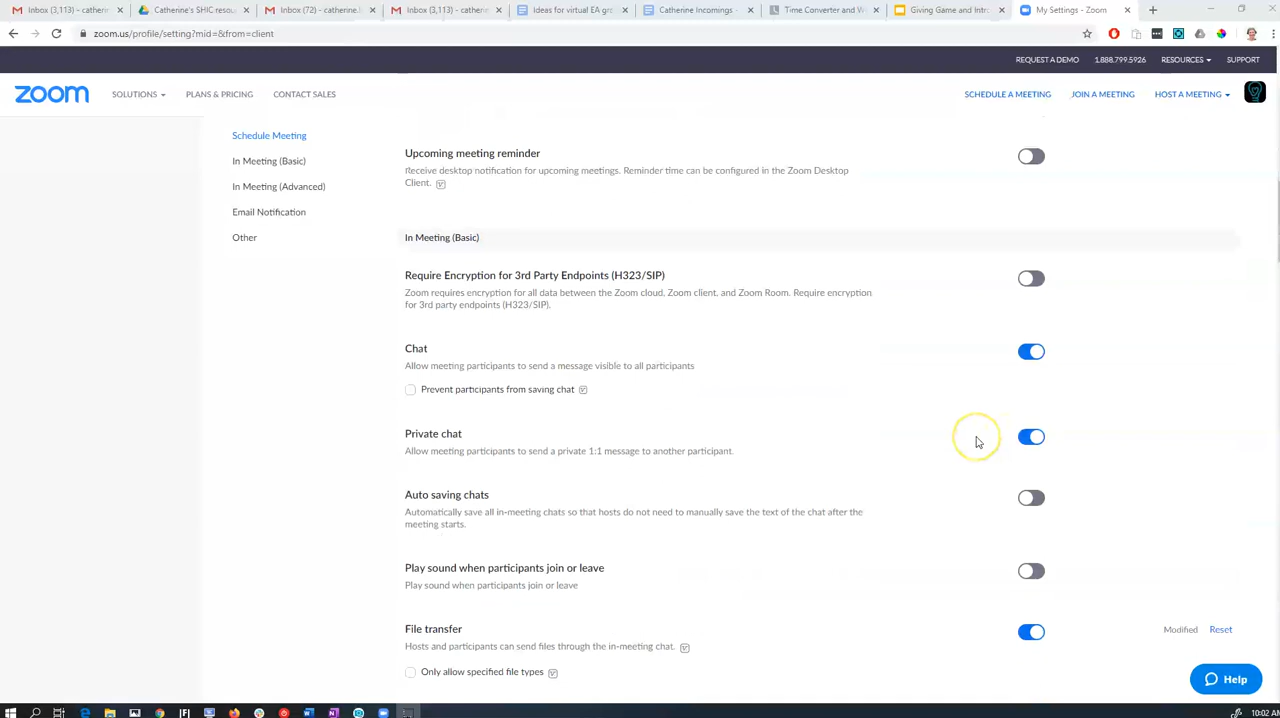 Inbox (3,113) - catherin
Catherine's SHIC resou
Inbox (72) - catherine.l
Inbox (3,113) - catherin
Ideas for virtual EA gr
Catherine Incomings -
Time Converter and W
Giving Game and Intr
My Settings - Zoom
zoom.us/profile/setting?mid=&from=client
REQUEST A DEMO 1.888.799.5926 RESOURCES SUPPORT
zoom SOLUTIONS PLANS & PRICING CONTACT SALES SCHEDULE A MEETING JOIN A MEETING HOST A MEETING
Schedule Meeting
In Meeting (Basic)
In Meeting (Advanced)
Email Notification
Other
Upcoming meeting reminder
Receive desktop notification for upcoming meetings. Reminder time can be configured in the Zoom Desktop
Client.
In Meeting (Basic)
Require Encryption for 3rd Party Endpoints (H323/SIP)
Zoom requires encryption for all data between the Zoom cloud, Zoom client, and Zoom Room. Require encryption
for 3rd party endpoints (H323/SIP).
Chat
Allow meeting participants to send a message visible to all participants
Prevent participants from saving chat
Private chat
Allow meeting participants to send a private 1:1 message to another participant.
Auto saving chats
Automatically save all in-meeting chats so that hosts do not need to manually save the text of the chat after the
meeting starts.
Play sound when participants join or leave
Play sound when participants join or leave
File transfer Modified Reset
Hosts and participants can send files through the in-meeting chat.
Only allow specified file types
Help
10:02 AM